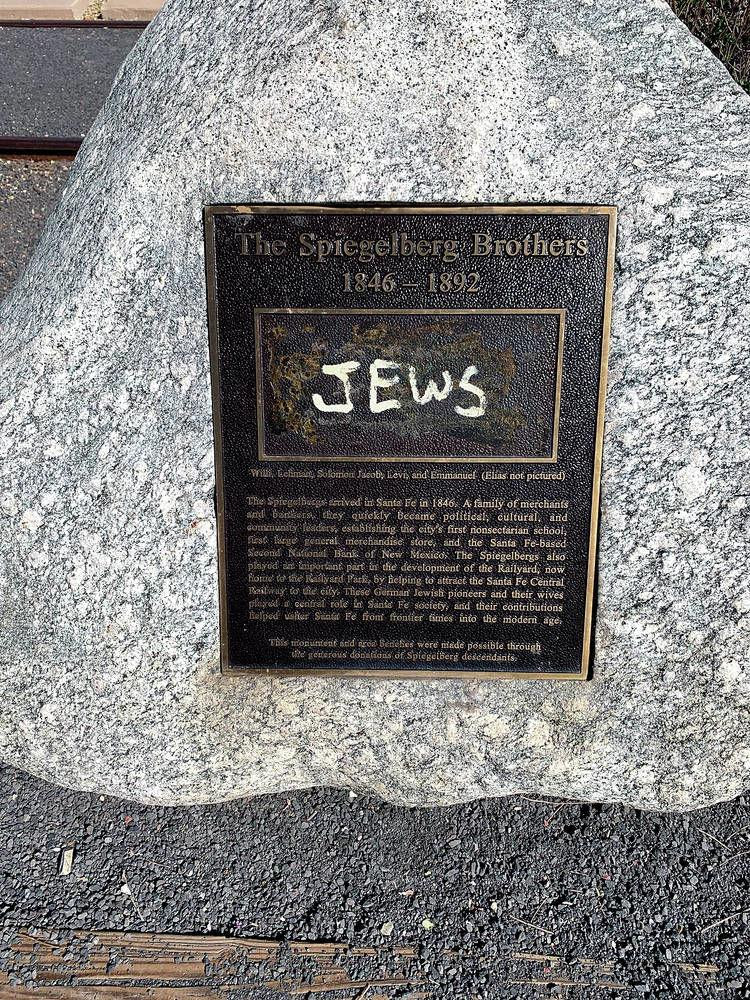 The Spiegelberg Brothers
1846 – 1892
JEWS
Willi, Lehman, Solomon Jacob, Levi, and Emmanuel (Elias not pictured)
The Spiegelbergs arrived in Santa Fe in 1846. A family of merchants
and bankers, they quickly became political, cultural, and
community leaders, establishing the city's first nonsectarian school,
first large general merchandise store, and the Santa Fe-based
Second National Bank of New Mexico. The Spiegelbergs also
played an important part in the development of the Railyard, now
home to the Railyard Park, by helping to attract the Santa Fe Central
Railway to the city. These German Jewish pioneers and their wives
played a central role in Santa Fe society, and their contributions
helped usher Santa Fe from frontier times into the modern age.
This monument and area benches were made possible through
the generous donations of Spiegelberg descendants.